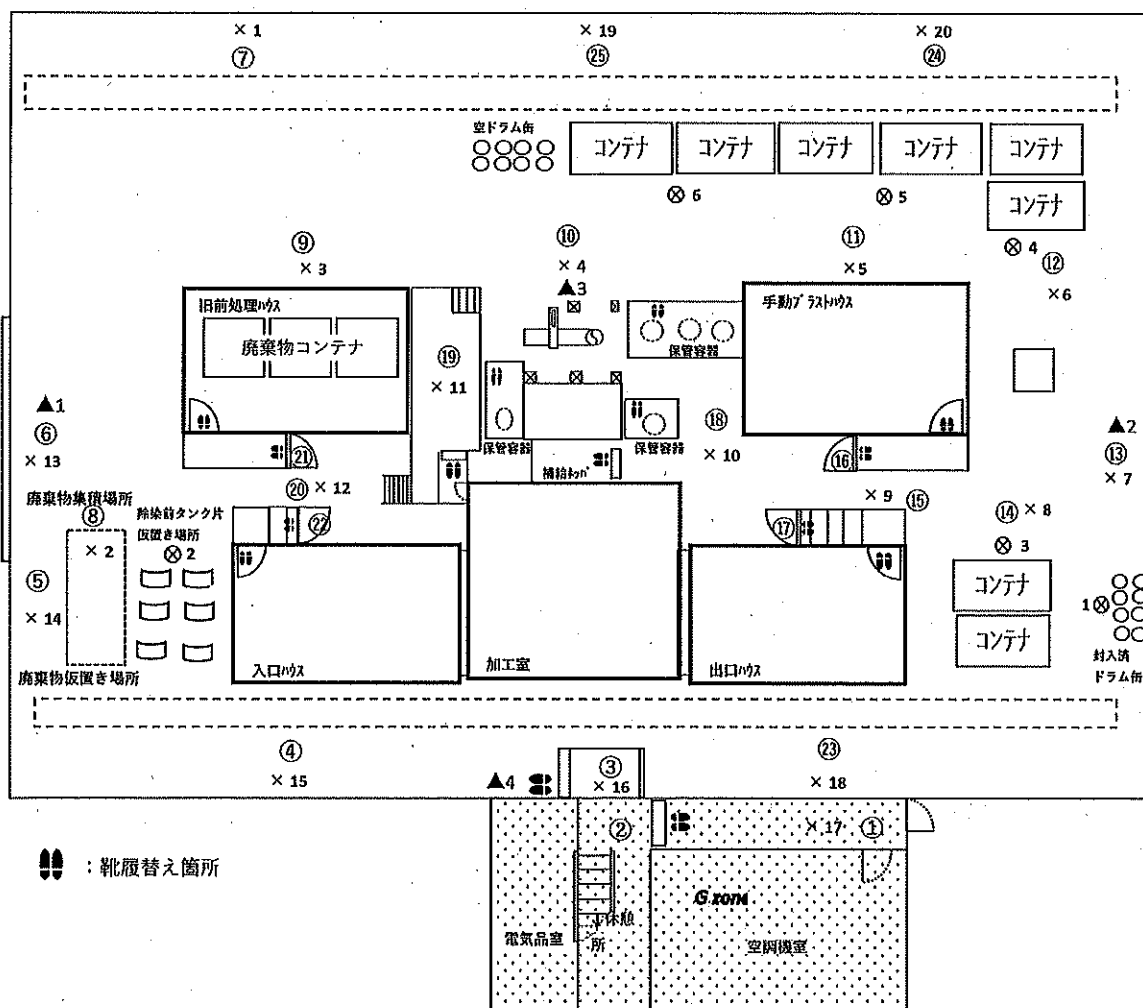 × 1 × 19 × 20
⑦ ㉕ ㉔
空ドラム缶
コンテナ コンテナ コンテナ コンテナ コンテナ
コンテナ
⊗ 6 ⊗ 5
⊗ 4
⑨ ⑩ ⑪ ⑫
× 3 × 4 × 5 × 6
▲3
旧前処理ハウス
廃棄物コンテナ
手動ブラストハウス
保管容器
⑲
× 11
▲1
⑥
× 13
保管容器
補給ホッパ
保管容器
⑱
× 10
▲2
⑬
× 7
㉑ ⑯
⑳ × 12
× 9 ⑮
⑭ × 8
⊗ 3
廃棄物集積場所
⑧
× 2
除染前タンク片
仮置き場所
⊗ 2
㉒ ⑰
⑤
× 14
コンテナ
コンテナ
1⊗
封入済
ドラム缶
廃棄物仮置き場所
入口ハウス
加工室
出口ハウス
④ ③ ㉓
× 15 ▲4 × 16 × 18
② × 17 ①
:靴履替え箇所
G zone
休憩
所
電気品室
空調機室